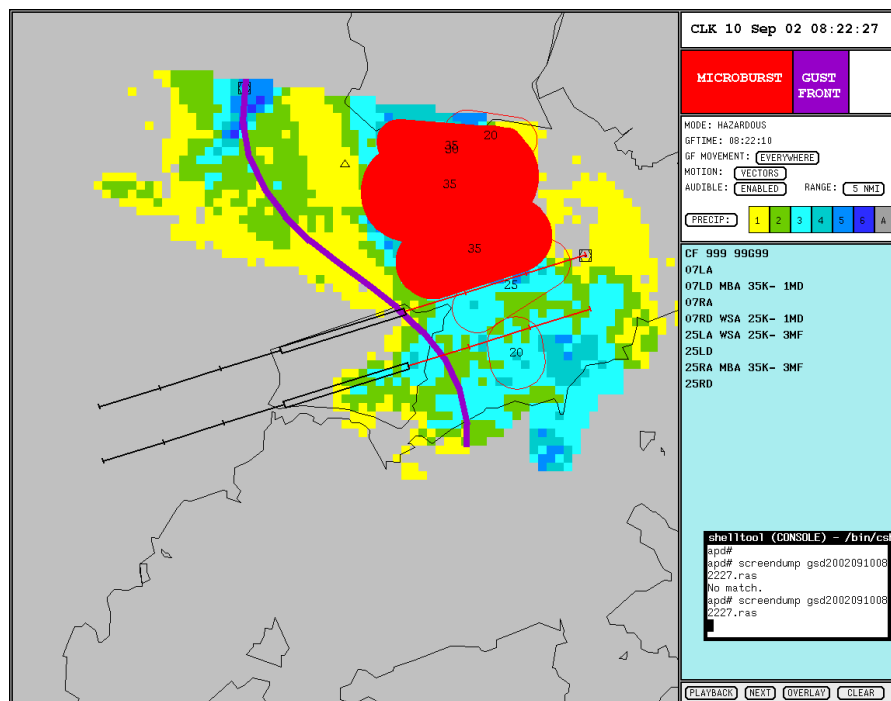 CLK 10 Sep 02 08:22:27
MICROBURST
GUST
FRONT
MODE: HAZARDOUS
GFTIME: 08:22:10
GF MOVEMENT: EVERYWHERE
MOTION: VECTORS
AUDIBLE: ENABLED RANGE: 5 NMI
PRECIP: 1 2 3 4 5 6 A
CF 999 99G99
07LA
07LD MBA 35K- 1MD
07RA
07RD WSA 25K- 1MD
25LA WSA 25K- 3MF
25LD
25RA MBA 35K- 3MF
25RD
20
35
30
35
35
25
20
shelltool (CONSOLE) - /bin/csh
apd#
apd# screendump gsd2002091008
2227.ras
No match.
apd# screendump gsd2002091008
2227.ras
PLAYBACK NEXT OVERLAY CLEAR